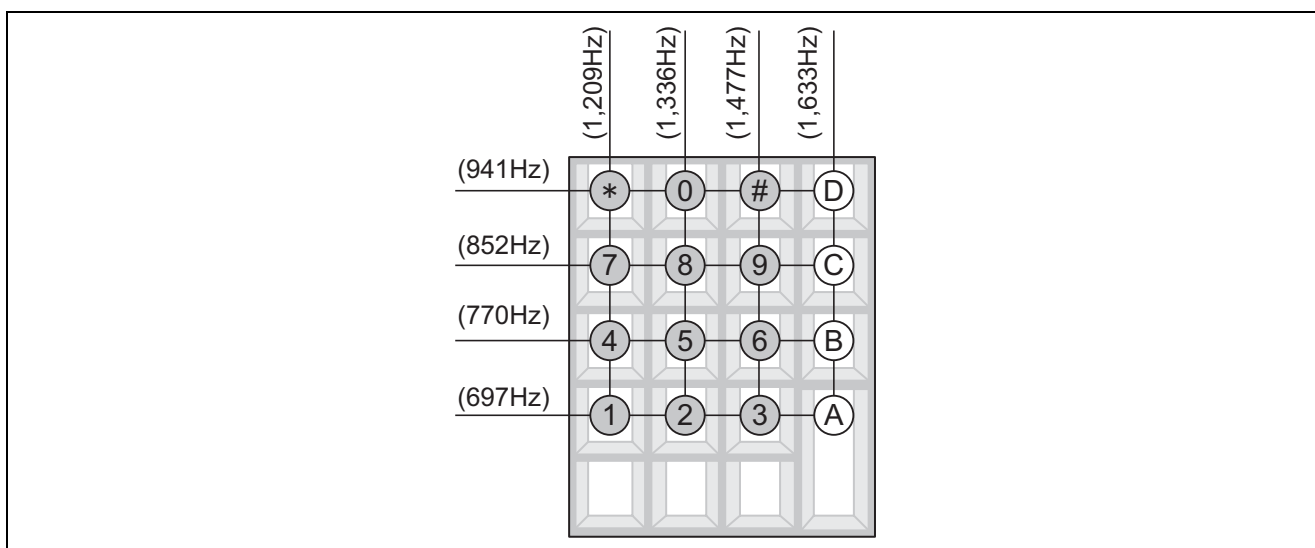 (1,209Hz) (1,336Hz) (1,477Hz) (1,633Hz)
(941Hz) * 0 # D
(852Hz) 7 8 9 C
(770Hz) 4 5 6 B
(697Hz) 1 2 3 A